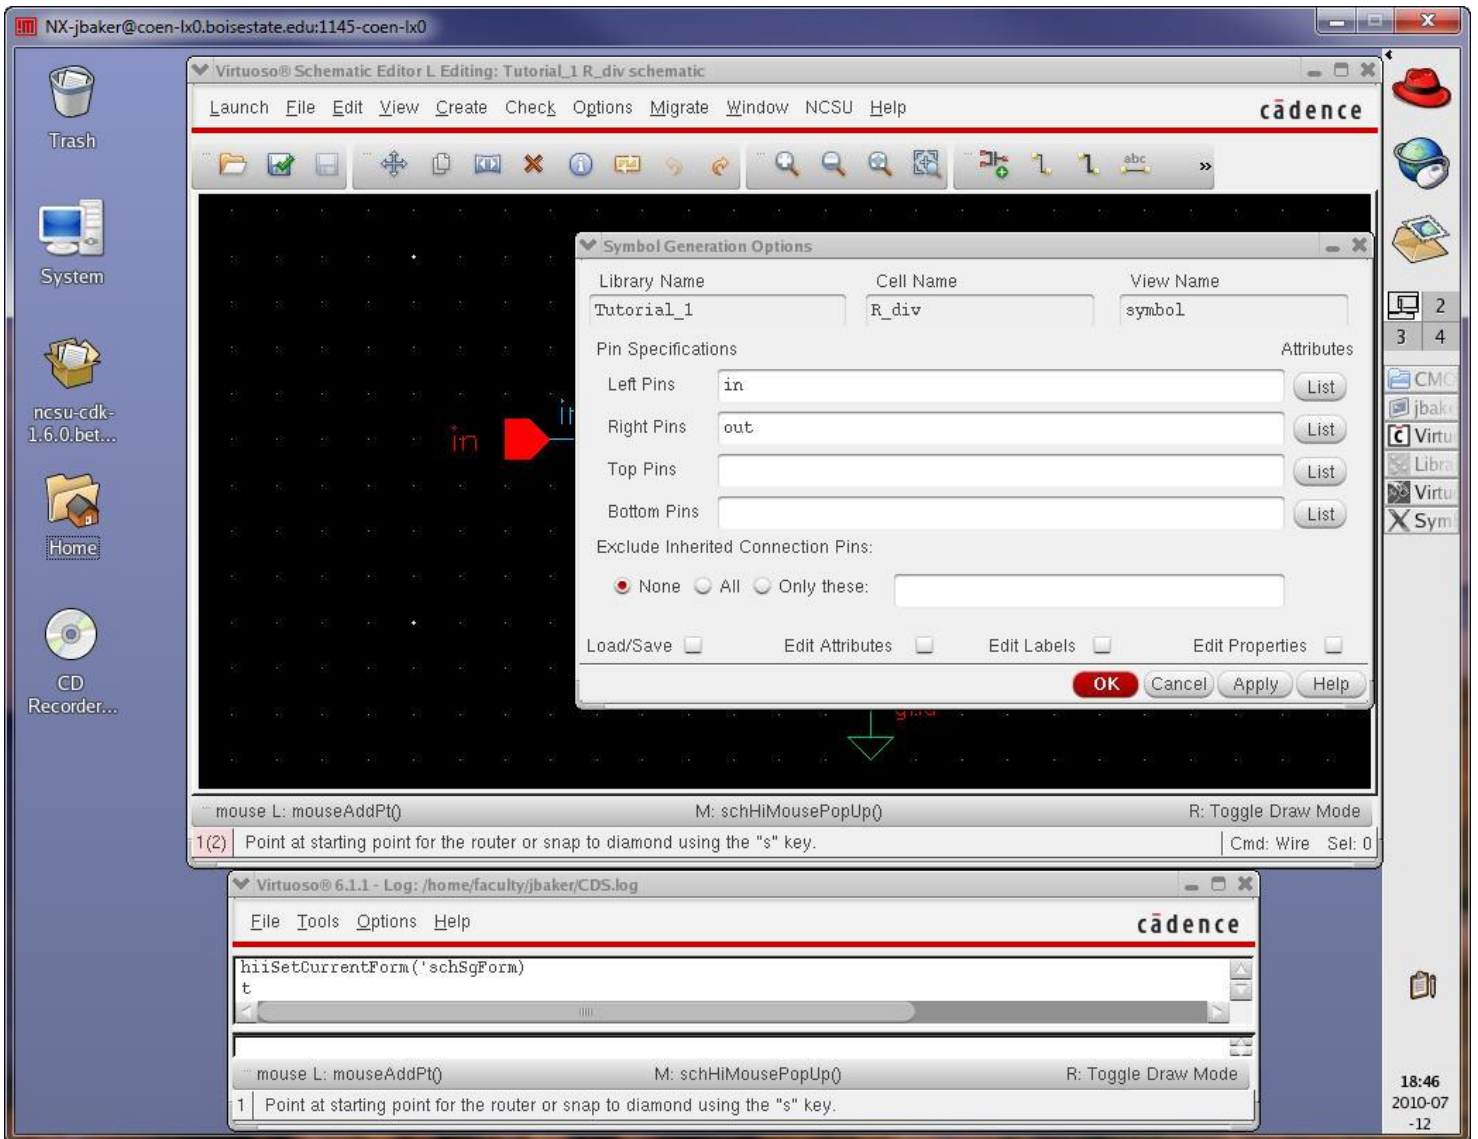 NX-jbaker@coen-lx0.boisestate.edu:1145-coen-lx0
Trash
System
ncsu-cdk-
1.6.0.bet...
Home
CD
Recorder...
Virtuoso® Schematic Editor L Editing: Tutorial_1 R_div schematic
Launch File Edit View Create Check Options Migrate Window NCSU Help
cādence
abc
»
in
Symbol Generation Options
Library Name Cell Name View Name
Tutorial_1 R_div symbol
Pin Specifications Attributes
Left Pins in List
Right Pins out List
Top Pins List
Bottom Pins List
Exclude Inherited Connection Pins:
None All Only these:
Load/Save Edit Attributes Edit Labels Edit Properties
OK Cancel Apply Help
mouse L: mouseAddPt() M: schHiMousePopUp() R: Toggle Draw Mode
1(2) Point at starting point for the router or snap to diamond using the "s" key. Cmd: Wire Sel: 0
Virtuoso® 6.1.1 - Log: /home/faculty/jbaker/CDS.log
File Tools Options Help
cādence
hiiSetCurrentForm('schSgForm)
t
mouse L: mouseAddPt() M: schHiMousePopUp() R: Toggle Draw Mode
1 Point at starting point for the router or snap to diamond using the "s" key.
2
3 4
CMO
jbake
Virtu
Libra
Virtu
Sym
18:46
2010-07
-12